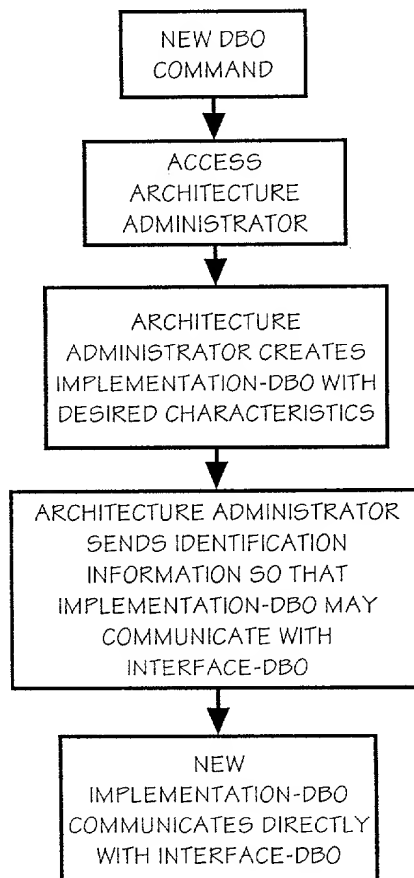 NEW DBO
COMMAND
ACCESS
ARCHITECTURE
ADMINISTRATOR
ARCHITECTURE
ADMINISTRATOR CREATES
IMPLEMENTATION-DBO WITH
DESIRED CHARACTERISTICS
ARCHITECTURE ADMINISTRATOR
SENDS IDENTIFICATION
INFORMATION SO THAT
IMPLEMENTATION-DBO MAY
COMMUNICATE WITH
INTERFACE-DBO
NEW
IMPLEMENTATION-DBO
COMMUNICATES DIRECTLY
WITH INTERFACE-DBO